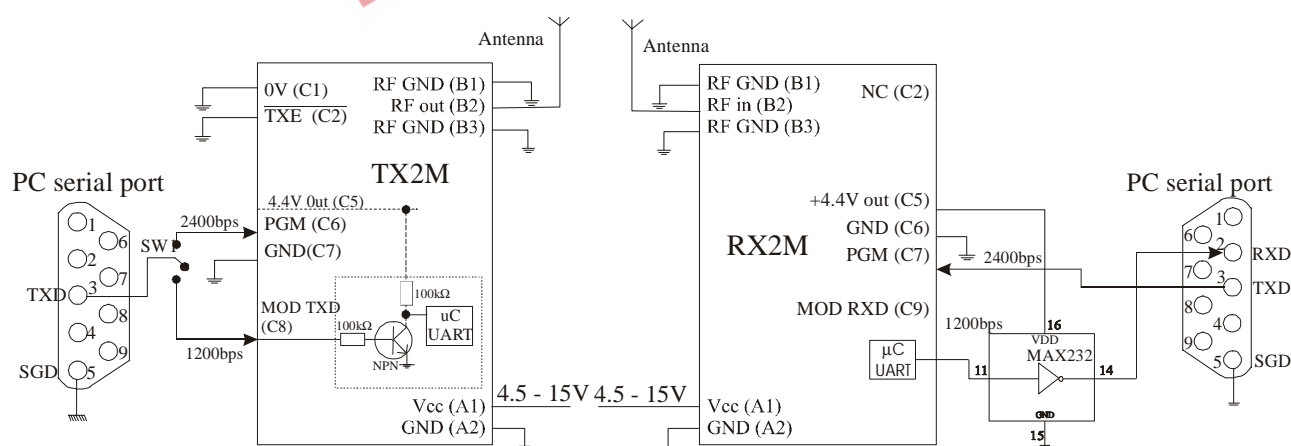 Antenna
Antenna
0V (C1)
TXE (C2)
RF GND (B1)
RF out (B2)
RF GND (B3)
TX2M
PC serial port
1
6
2
7
TXD
3
8
4
9
SGD
5
SW1
2400bps
1200bps
4.4V 0ut (C5)
PGM (C6)
GND(C7)
MOD TXD
(C8)
100kΩ
100kΩ
NPN
uC
UART
Vcc (A1)
GND (A2)
4.5 - 15V
4.5 - 15V
RF GND (B1)
RF in (B2)
RF GND (B3)
NC (C2)
RX2M
+4.4V out (C5)
GND (C6)
PGM (C7)
MOD RXD (C9)
2400bps
1200bps
µC
UART
Vcc (A1)
GND (A2)
16
VDD
MAX232
11
14
GND
15
PC serial port
1
6
2
RXD
7
3
TXD
8
4
9
5
SGD